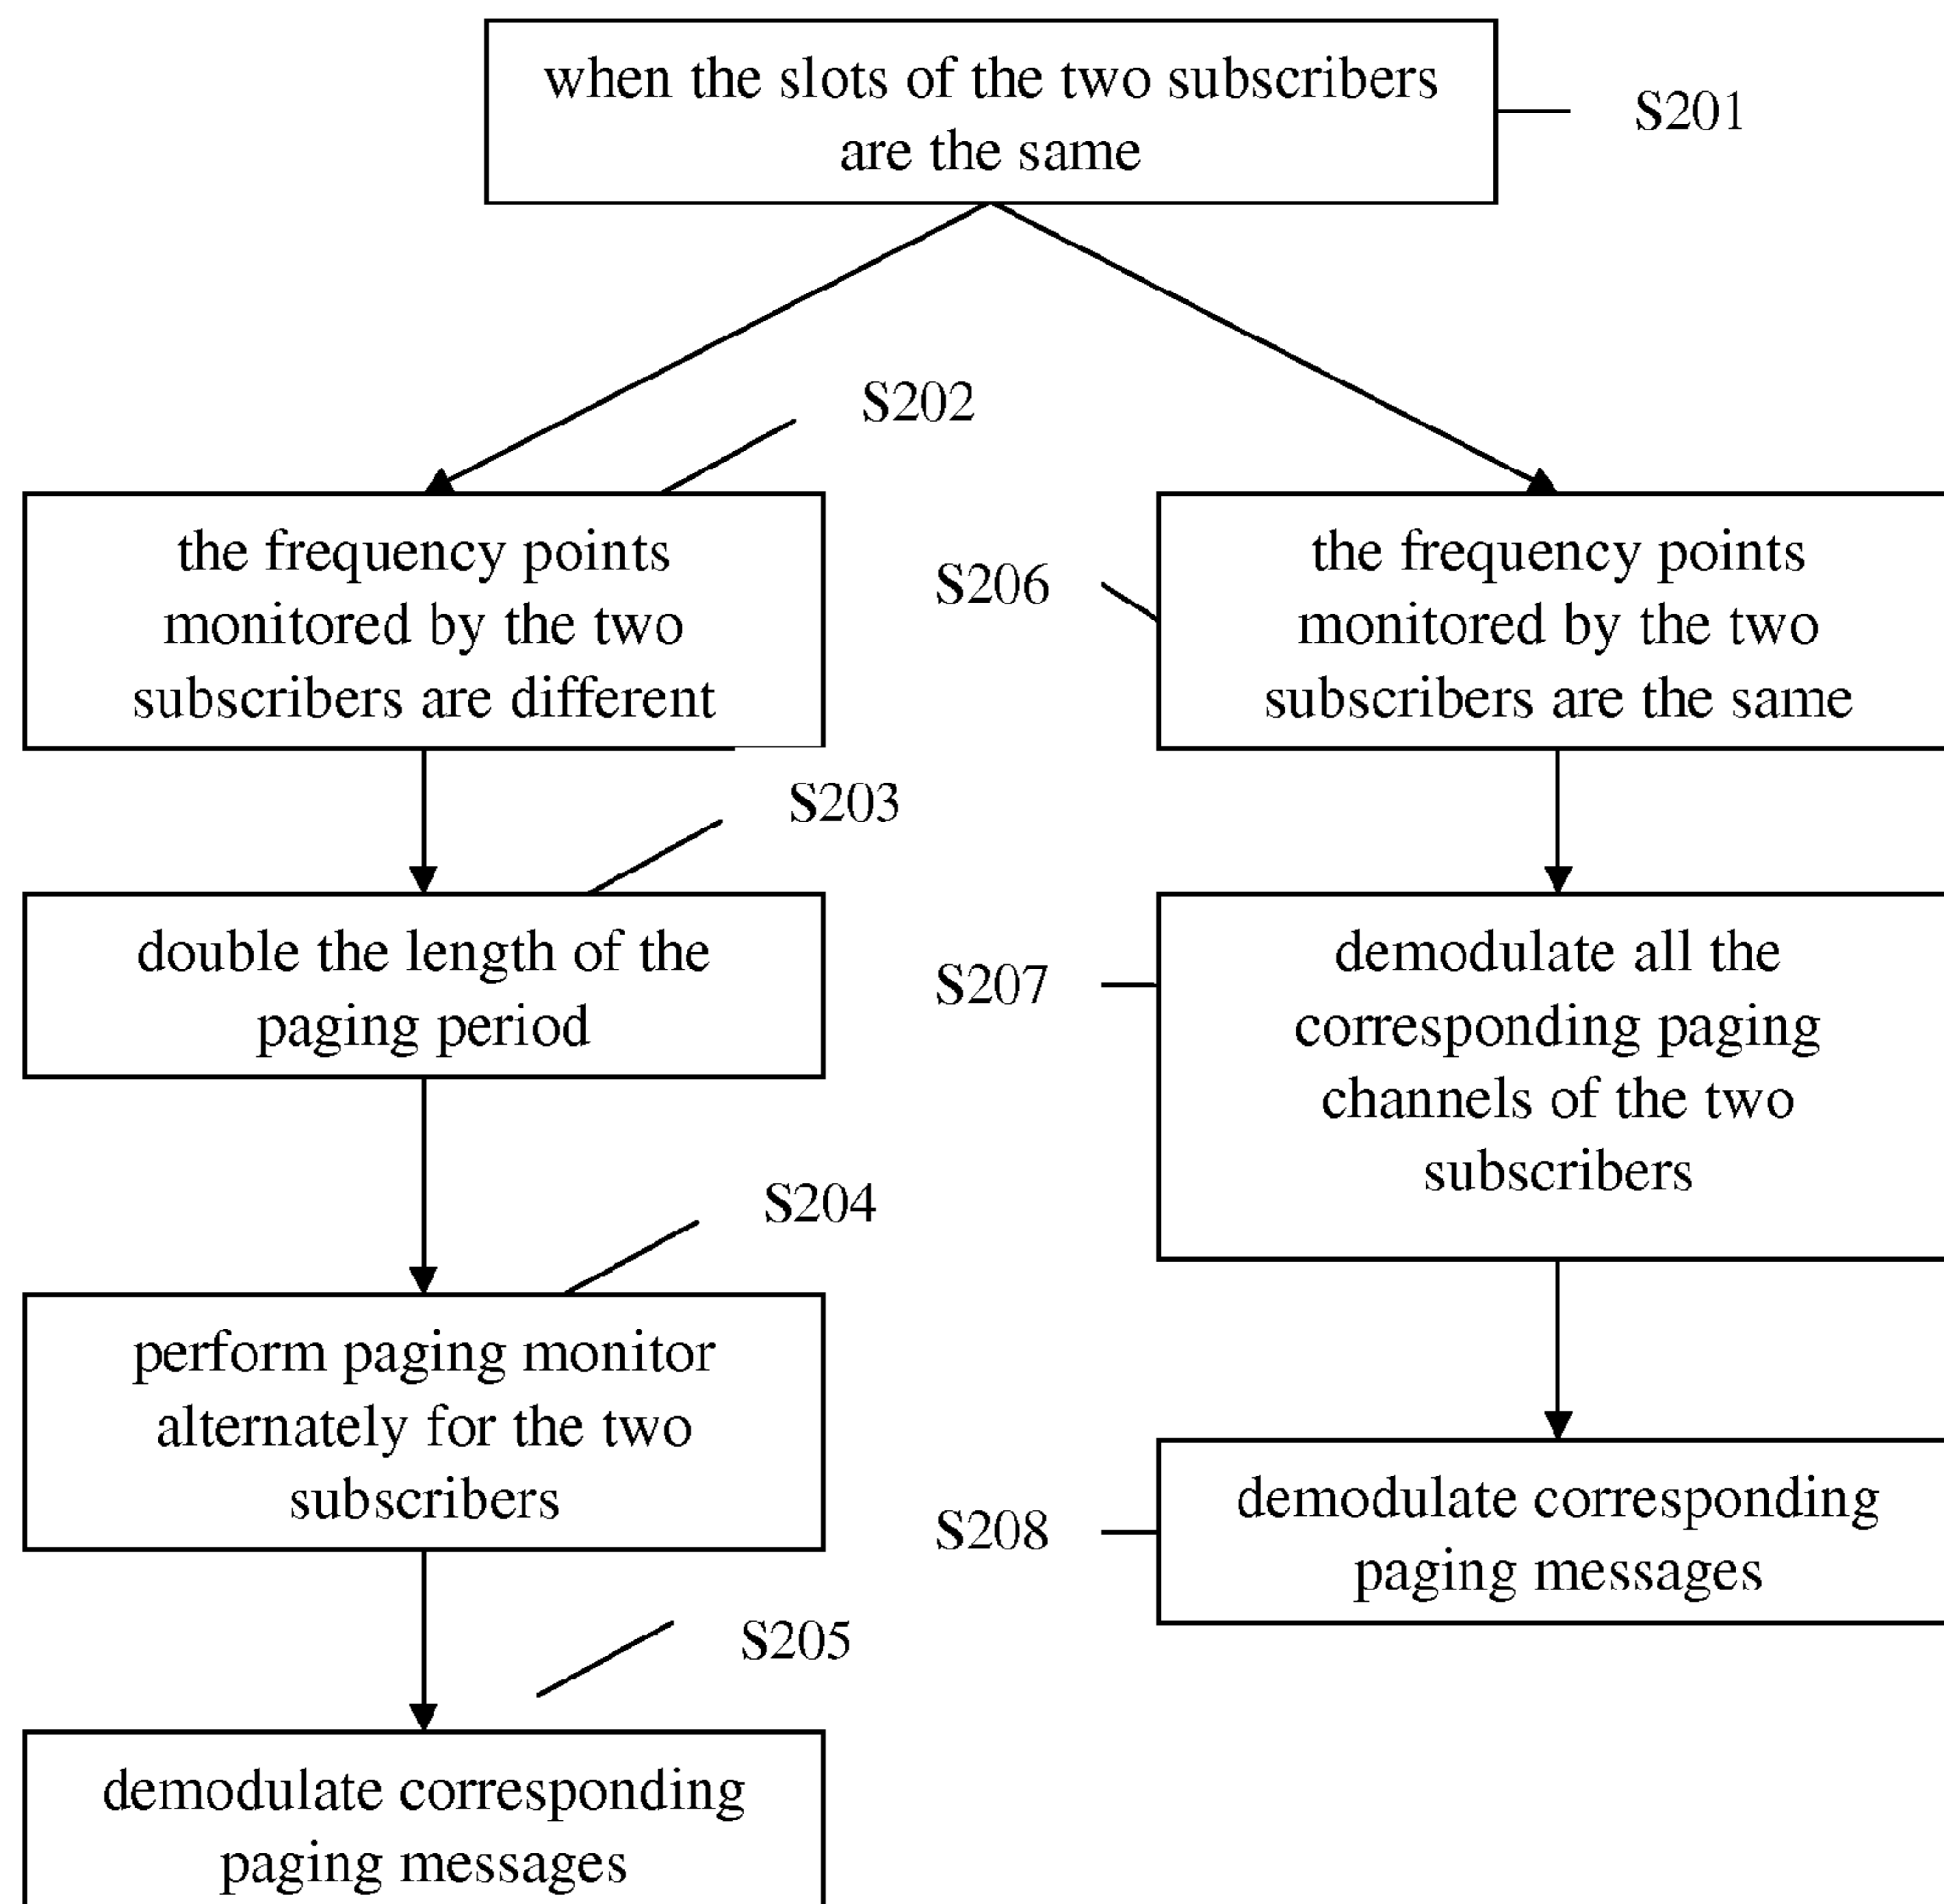 when the slots of the two subscribers
are the same
S201
S202
the frequency points
monitored by the two
subscribers are different
S203
double the length of the
paging period
S204
perform paging monitor
alternately for the two
subscribers
S205
demodulate corresponding
paging messages
S206
the frequency points
monitored by the two
subscribers are the same
S207
demodulate all the
corresponding paging
channels of the two
subscribers
S208
demodulate corresponding
paging messages